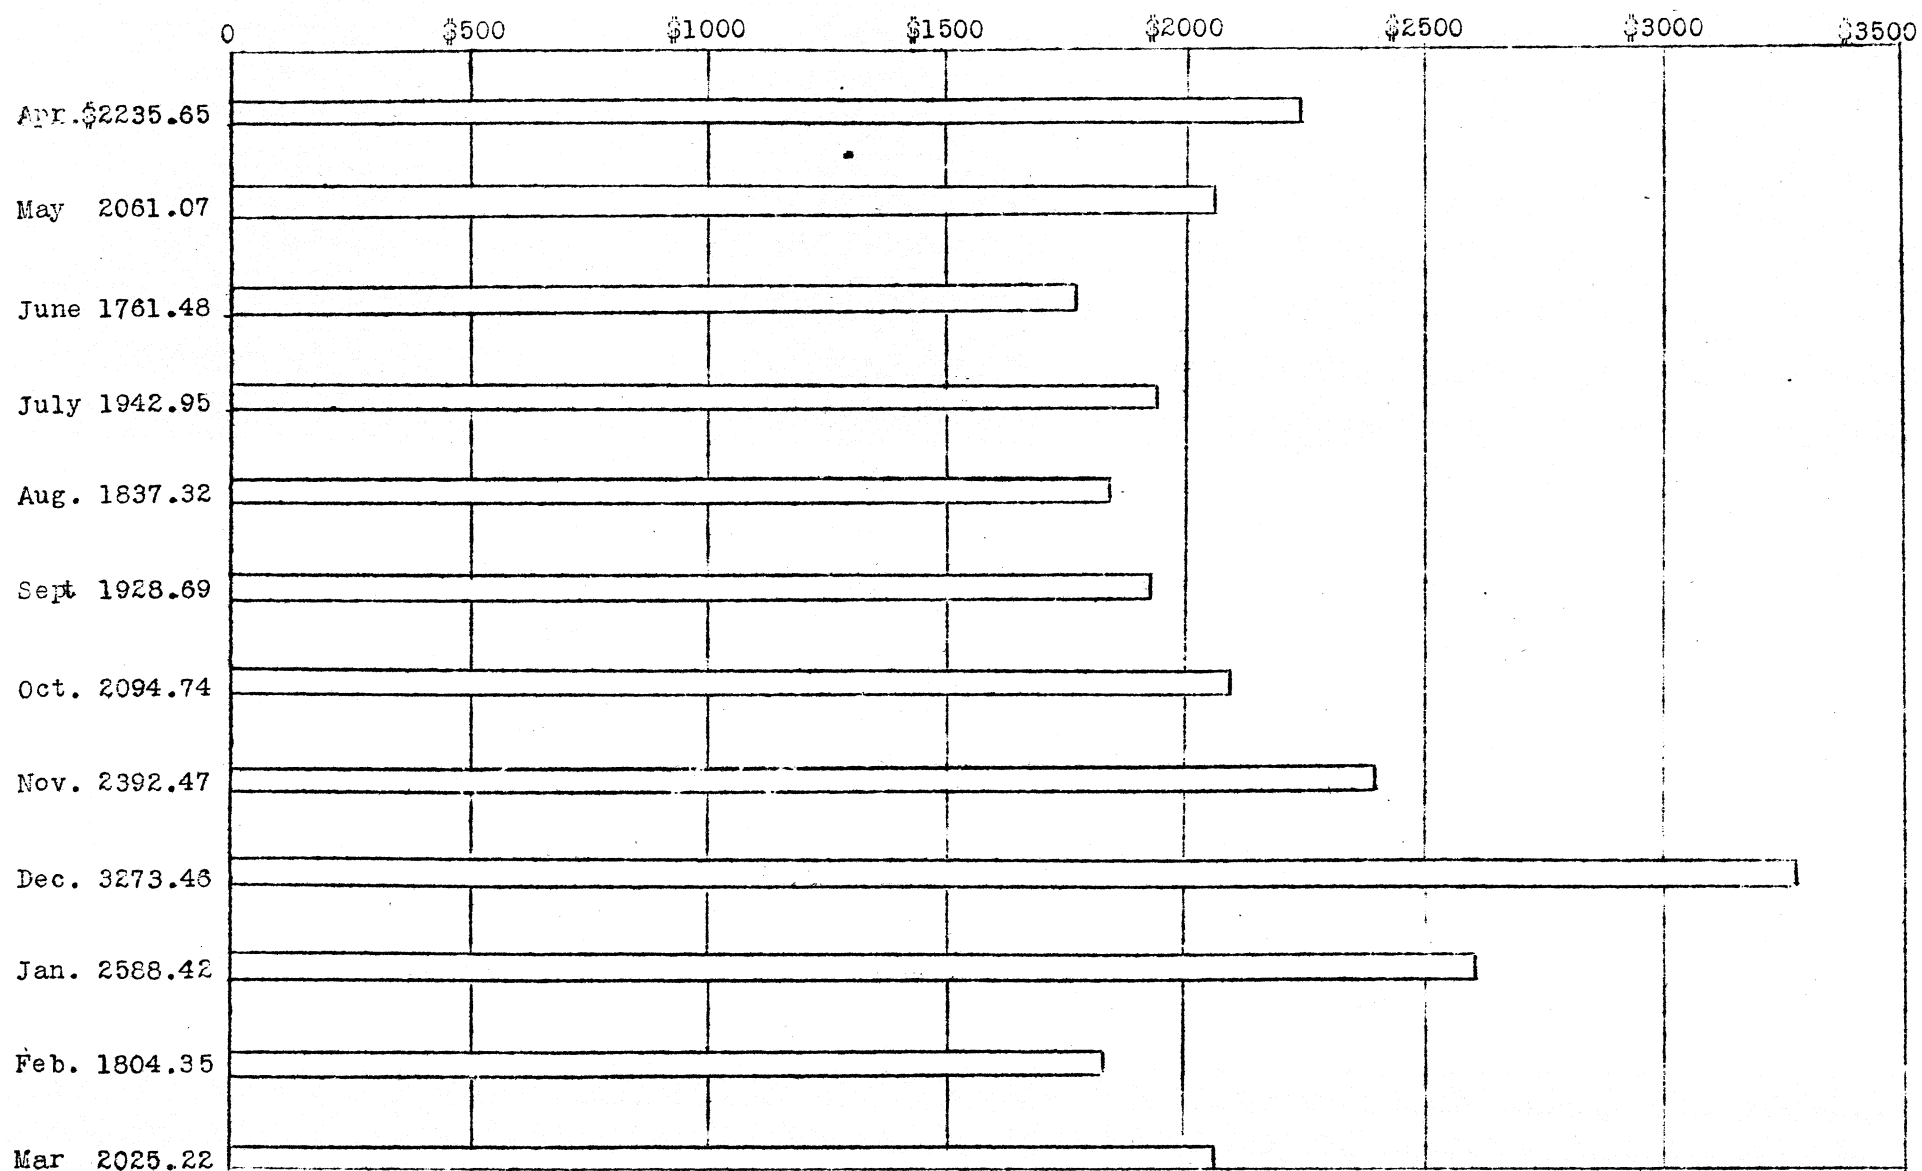 0 $500 $1000 $1500 $2000 $2500 $3000 $3500
Apr.$2235.65
May 2061.07
June 1761.48
July 1942.95
Aug. 1837.32
Sept 1928.69
Oct. 2094.74
Nov. 2392.47
Dec. 3273.46
Jan. 2588.42
Feb. 1804.35
Mar 2025.22